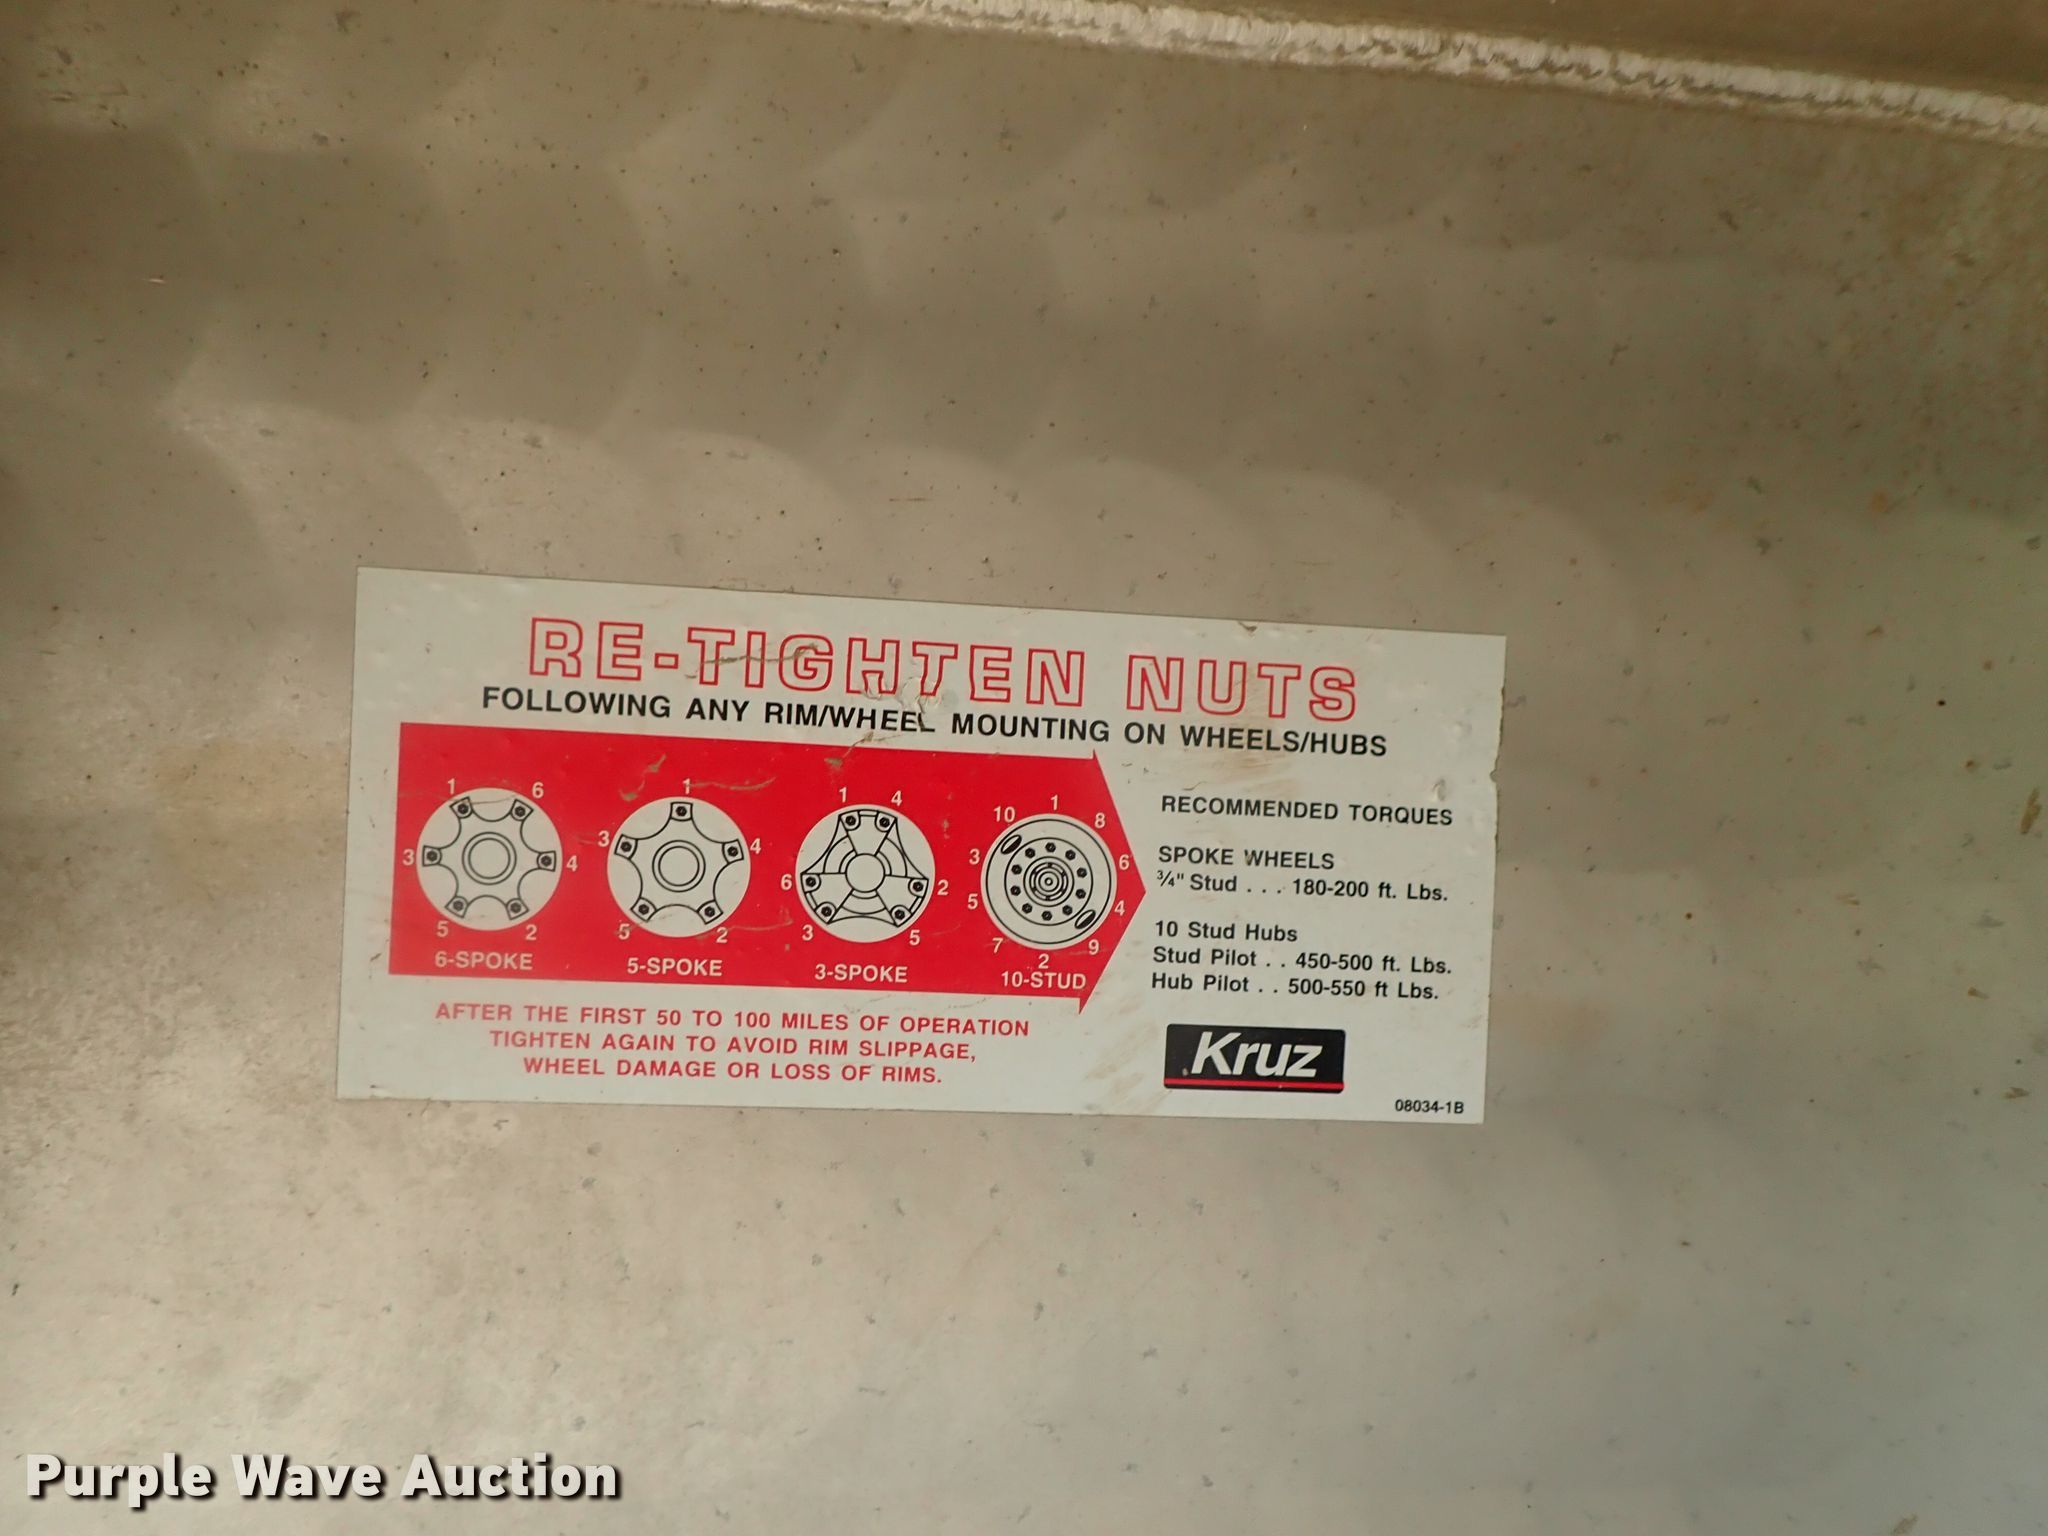 RE-TIGHTEN NUTS
FOLLOWING ANY RIM/WHEEL MOUNTING ON WHEELS/HUBS
1 6
3 4
5 2
6-SPOKE
1
3 4
5 2
5-SPOKE
1 4
6 2
3 5
3-SPOKE
10 1 8
3 6
5 4
7 2 9
10-STUD
RECOMMENDED TORQUES
SPOKE WHEELS
¾" Stud . . . 180-200 ft. Lbs.
10 Stud Hubs
Stud Pilot . . 450-500 ft. Lbs.
Hub Pilot . . 500-550 ft Lbs.
AFTER THE FIRST 50 TO 100 MILES OF OPERATION
TIGHTEN AGAIN TO AVOID RIM SLIPPAGE,
WHEEL DAMAGE OR LOSS OF RIMS.
Kruz
08034-1B
Purple Wave Auction